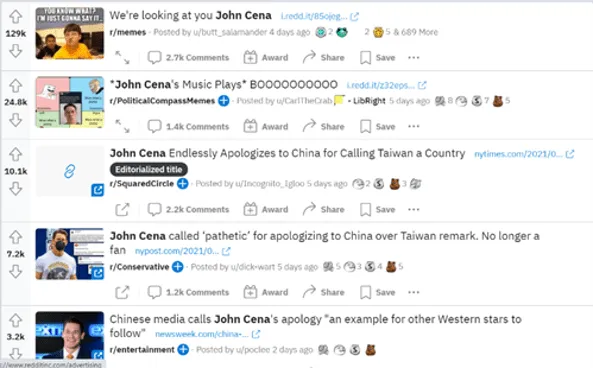 YOU KNOW WHAT?
I'M JUST GONNA SAY IT.
We're looking at you John Cena i.redd.it/85ojeg...
129k
r/memes · Posted by u/butt_salamander 4 days ago 2 2 5 & 689 More
2.7k Comments Award Share Save ...
*John Cena's Music Plays* BOOOOOOOOOO i.redd.it/z32eps...
24.8k
r/PoliticalCompassMemes · Posted by u/CarlTheCrab - LibRight 5 days ago 8 7 5
1.4k Comments Award Share Save ...
John Cena Endlessly Apologizes to China for Calling Taiwan a Country nytimes.com/2021/0...
10.1k
Editorialized title
r/SquaredCircle · Posted by u/Incognito_Igloo 5 days ago 2 3
2.2k Comments Award Share Save ...
John Cena called ‘pathetic’ for apologizing to China over Taiwan remark. No longer a
fan nypost.com/2021/0...
7.2k
r/Conservative · Posted by u/dick-wart 5 days ago 5 3 4 5
1.2k Comments Award Share Save ...
Chinese media calls John Cena's apology "an example for other Western stars to
follow" newsweek.com/china-...
3.2k
r/entertainment · Posted by u/poclee 2 days ago
://www.redditinc.com/advertising